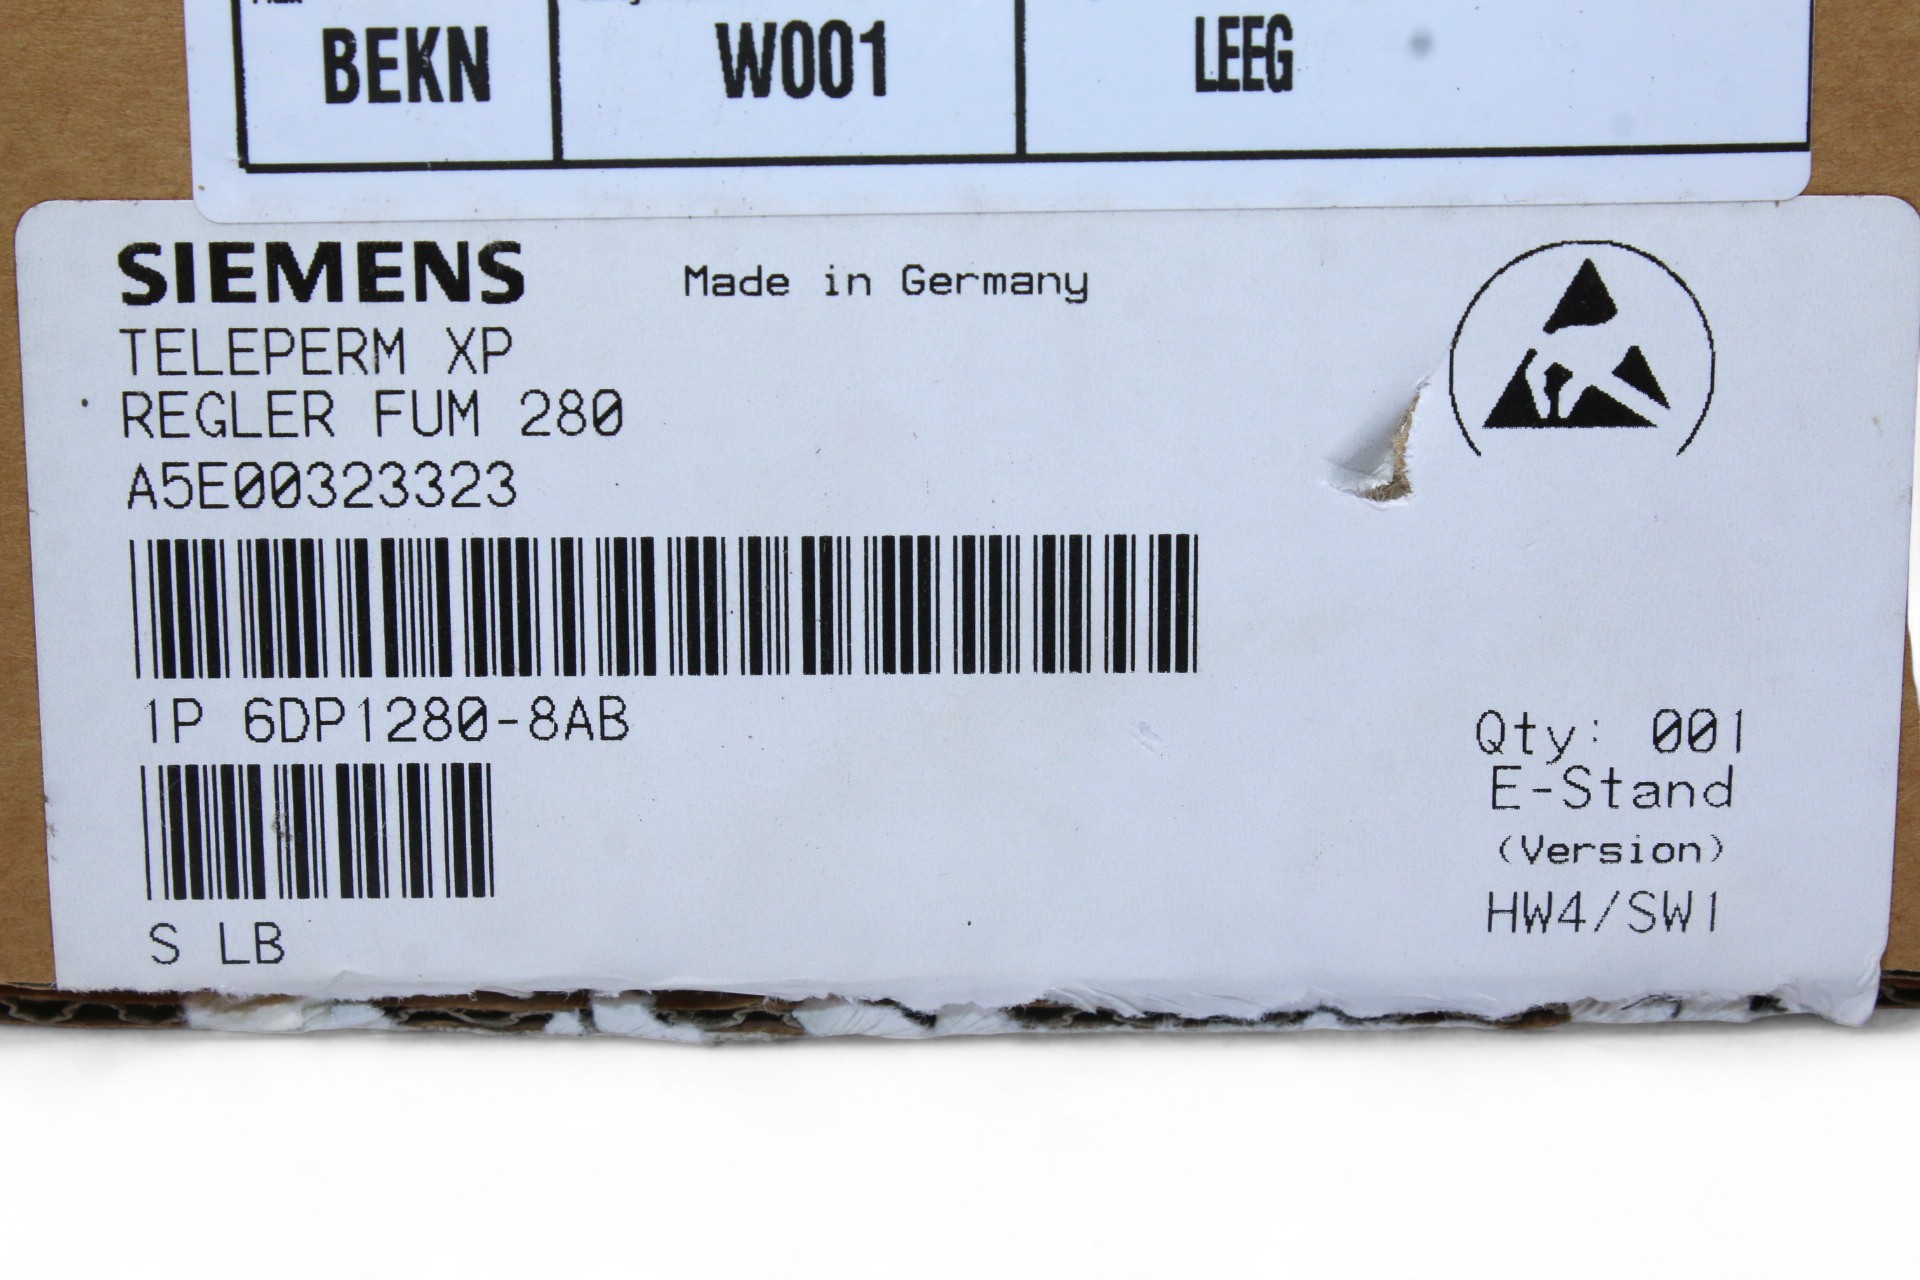 BEKN W001 LEEG
SIEMENS Made in Germany
TELEPERM XP
REGLER FUM 280
A5E00323323
1P 6DP1280-8AB
Qty: 001
E-Stand
(Version)
HW4/SW1
S LB